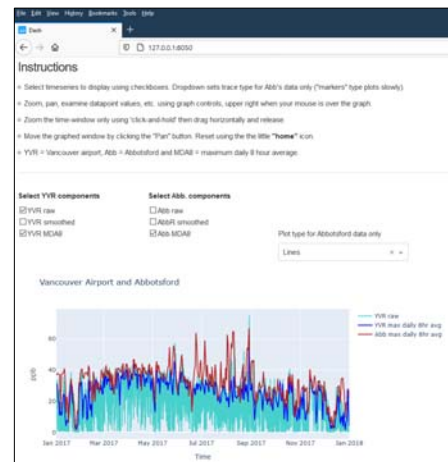 File Edit View History Bookmarks Tools Help
Dash
127.0.0.1:8050
Instructions
Select timeseries to display using checkboxes. Dropdown sets trace type for Abb's data only ("markers" type plots slowly).
Zoom, pan, examine datapoint values, etc. using graph controls, upper right when your mouse is over the graph.
Zoom the time-window only using 'click-and-hold' then drag horizontally and release
Move the graphed window by clicking the "Pan" button. Reset using the the little "home" icon.
YVR = Vancouver airport, Abb = Abbotsford and MDA8 = maximum daily 8 hour average.
Select YVR components
YVR raw
YVR smoothed
YVR MDA8
Select Abb. components
Abb raw
AbbR smoothed
Abb MDA8
Plot type for Abbotsford data only
Lines
Vancouver Airport and Abbotsford
YVR raw
YVR max daily 8hr avg
Abb max daily 8hr avg
ppb
60
40
20
0
Jan 2017 Mar 2017 May 2017 Jul 2017 Sep 2017 Nov 2017 Jan 2018
Time